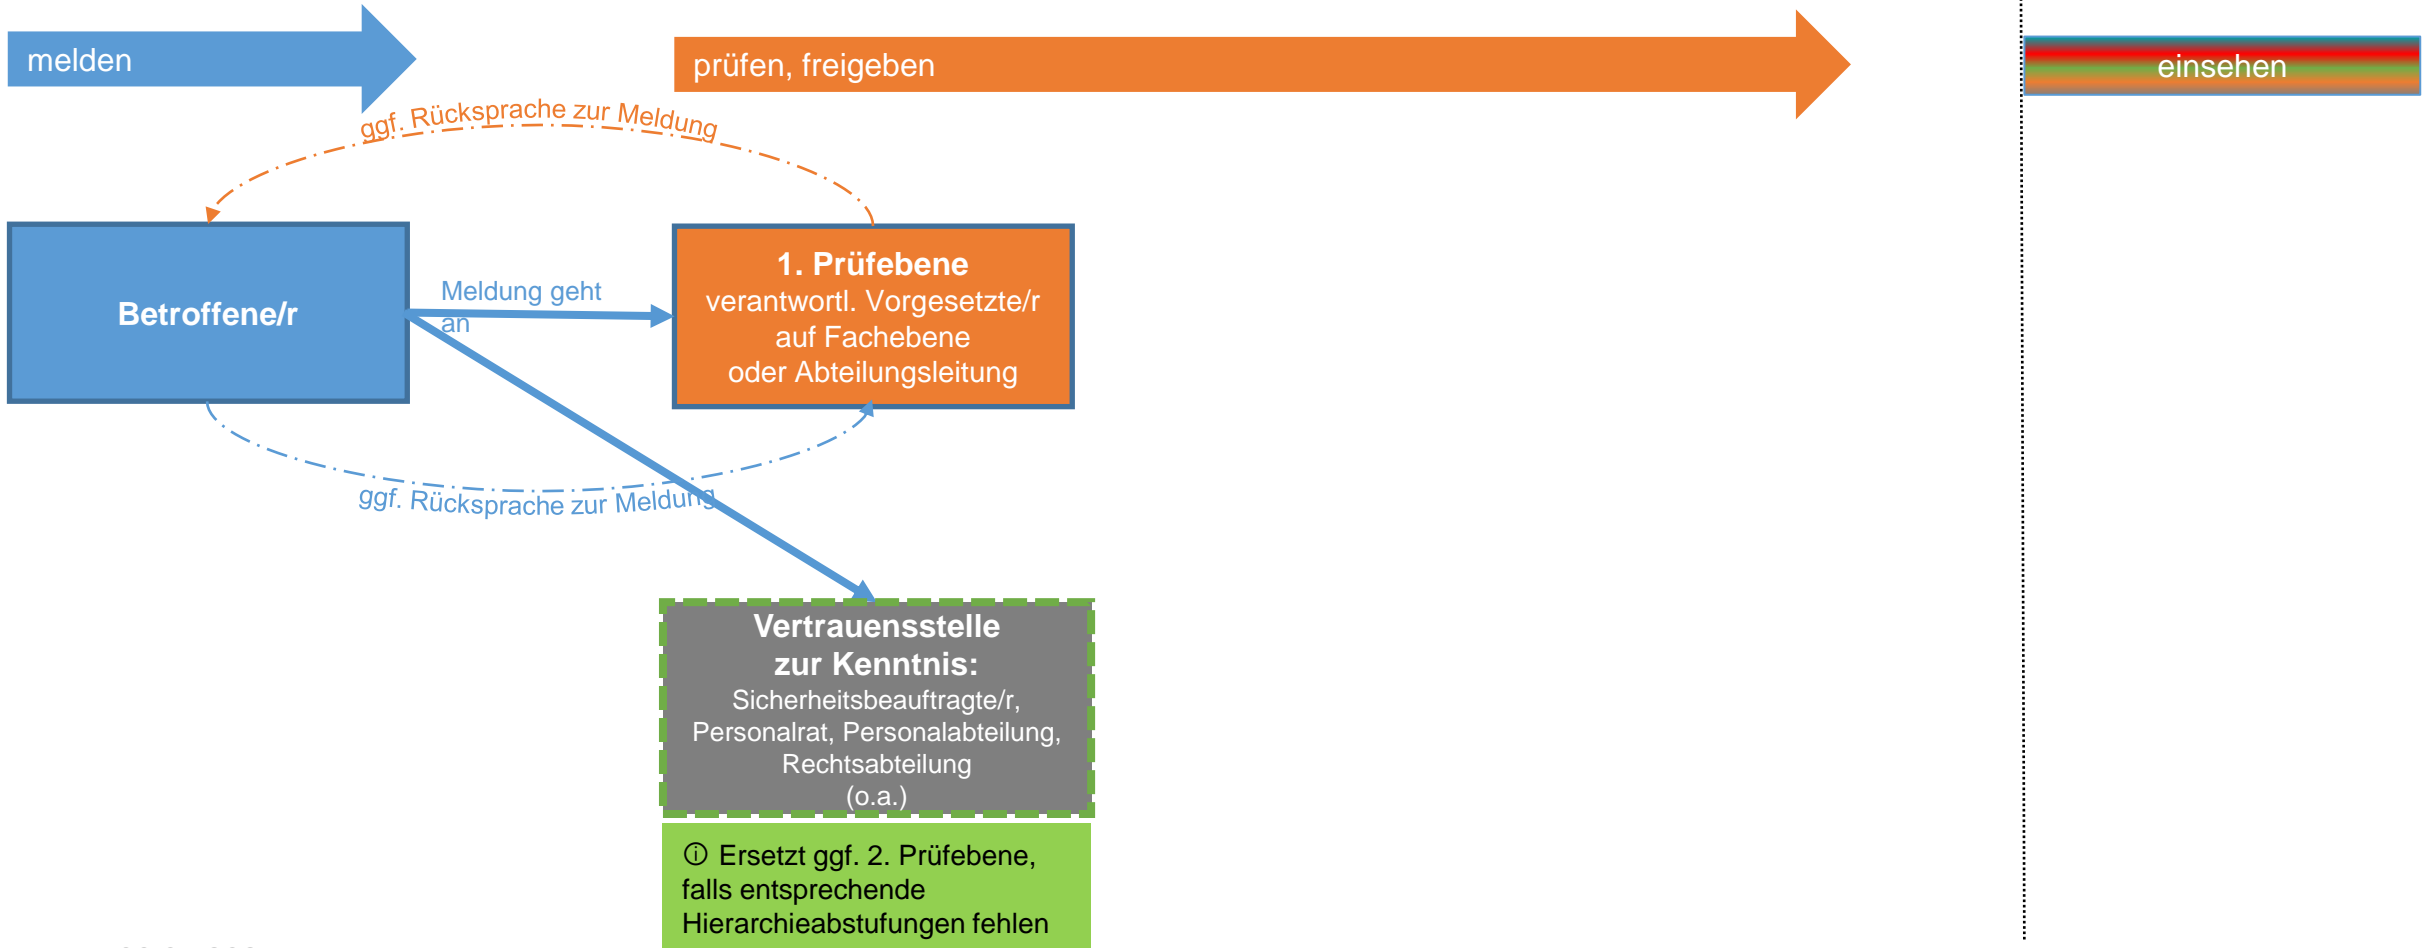 melden
prüfen, freigeben
einsehen
ggf. Rücksprache zur Meldung
Betroffene/r
Meldung geht
an
1. Prüfebene
verantwortl. Vorgesetzte/r
auf Fachebene
oder Abteilungsleitung
ggf. Rücksprache zur Meldung
Vertrauensstelle
zur Kenntnis:
Sicherheitsbeauftragte/r,
Personalrat, Personalabteilung,
Rechtsabteilung
(o.a.)
ⓘ Ersetzt ggf. 2. Prüfebene,
falls entsprechende
Hierarchieabstufungen fehlen